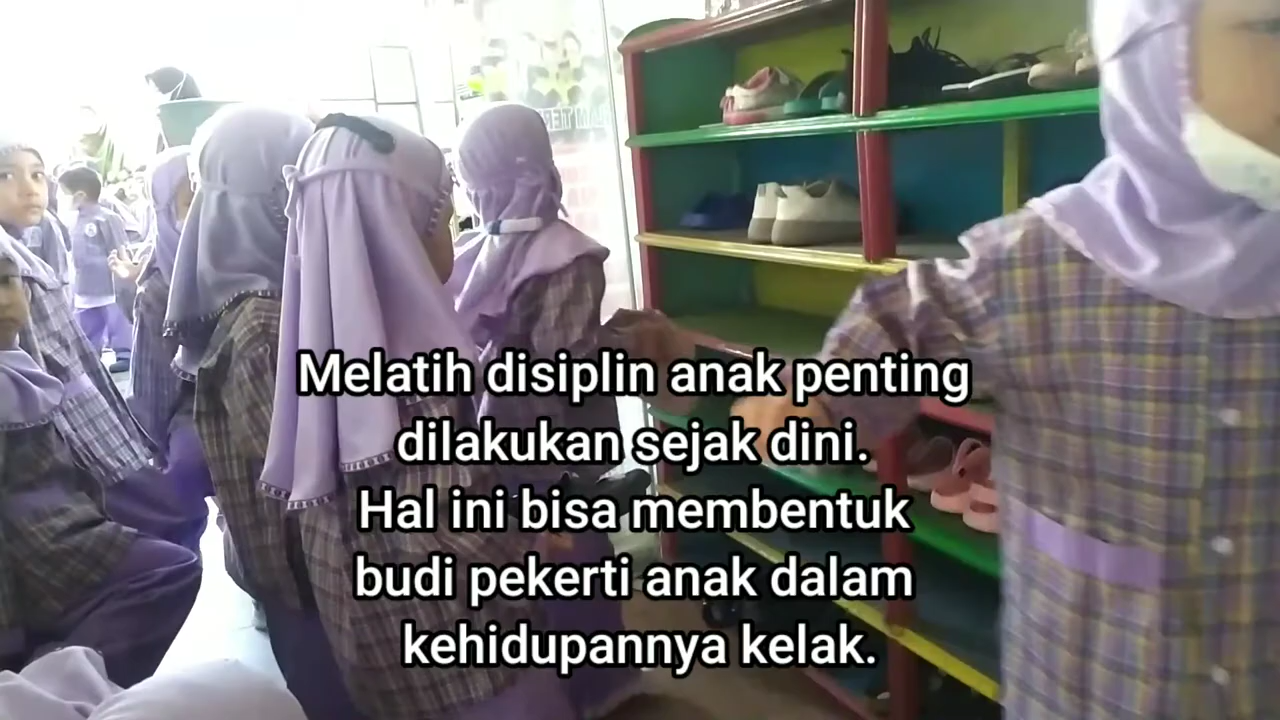 Melatih disiplin anak penting
dilakukan sejak dini.
Hal ini bisa membentuk
budi pekerti anak dalam
kehidupannya kelak.